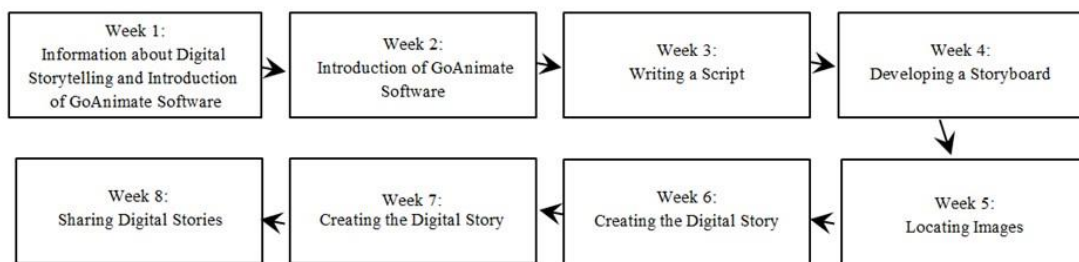 Week 1:
Information about Digital
Storytelling and Introduction
of GoAnimate Software
Week 2:
Introduction of GoAnimate
Software
Week 3:
Writing a Script
Week 4:
Developing a Storyboard
Week 5:
Locating Images
Week 6:
Creating the Digital Story
Week 7:
Creating the Digital Story
Week 8:
Sharing Digital Stories